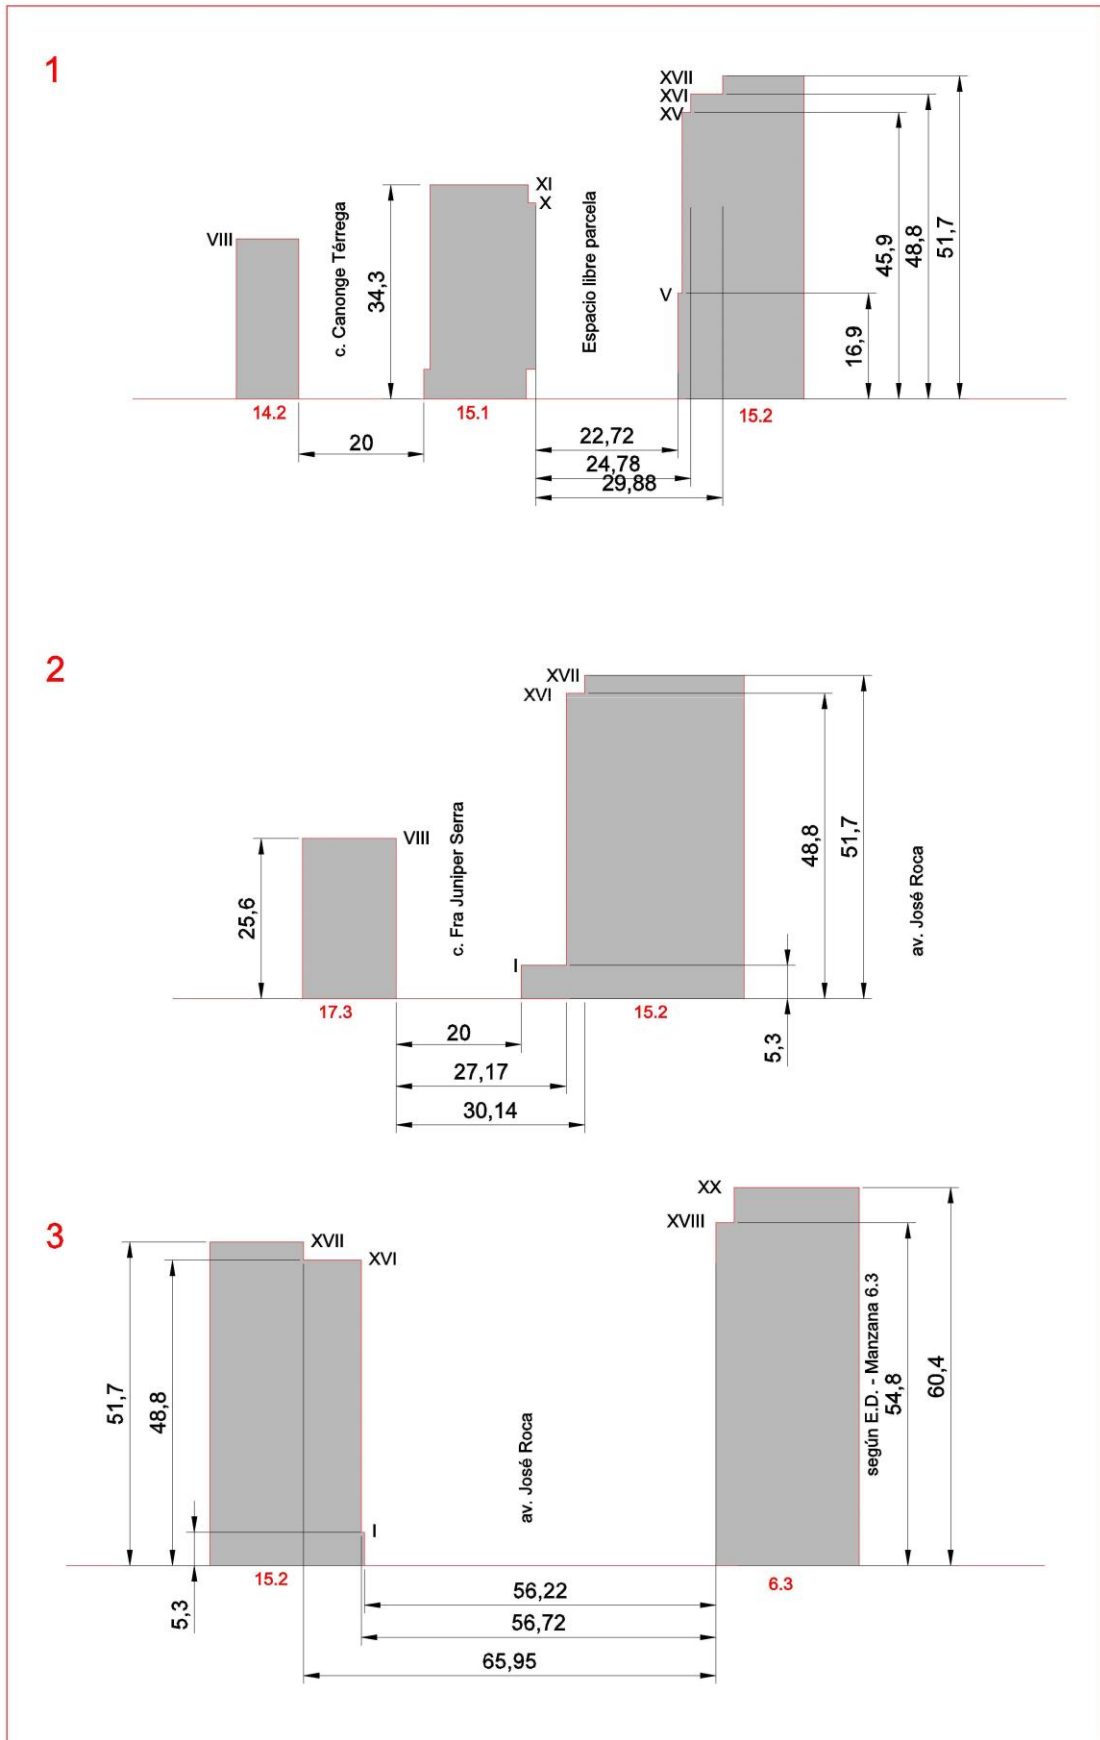 1
XVII
XVI
XV
XI
X
VIII
V
c. Canonge Térrega
34,3
Espacio libre parcela
16,9
45,9
48,8
51,7
14.2
15.1
15.2
20
22,72
24,78
29,88
2
XVII
XVI
VIII
I
25,6
c. Fra Juniper Serra
48,8
51,7
av. José Roca
5,3
17.3
15.2
20
27,17
30,14
3
XVII
XVI
XX
XVIII
I
51,7
48,8
5,3
av. José Roca
según E.D. - Manzana 6.3
54,8
60,4
15.2
6.3
56,22
56,72
65,95